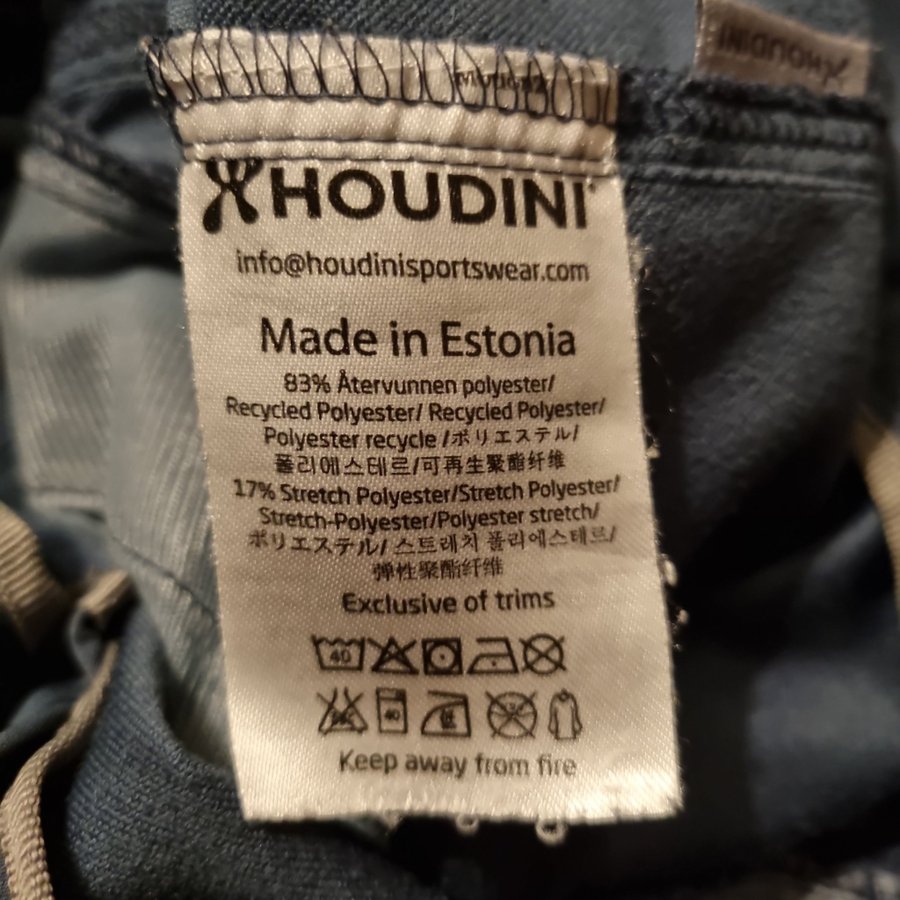 HOUDINI
HOUDINI
info@houdinisportswear.com
Made in Estonia
83% Återvunnen polyester/
Recycled Polyester/ Recycled Polyester/
Polyester recycle /ポリエステル/
폴리에스테르/可再生聚酯纤维
17% Stretch Polyester/Stretch Polyester/
Stretch-Polyester/Polyester stretch/
ポリエステル/ 스트레치 폴리에스테르/
弹性聚酯纤维
Exclusive of trims
40
40
Keep away from fire